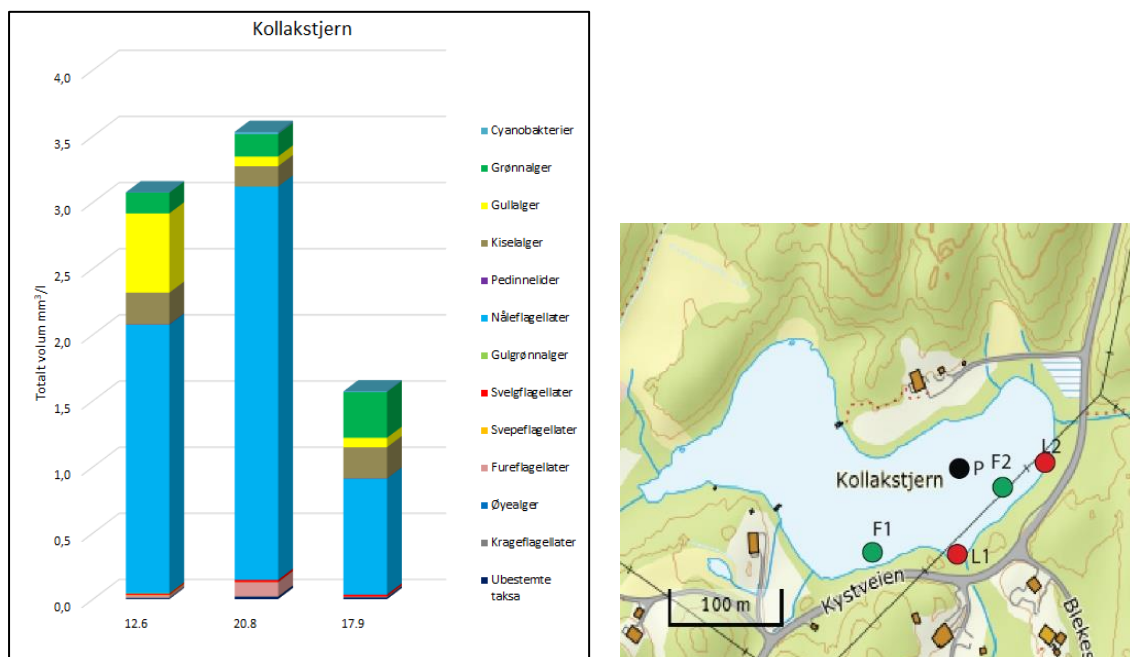 Kollakstjern
Totalt volum mm³/l
4,0
3,5
3,0
2,5
2,0
1,5
1,0
0,5
0,0
12.6
20.8
17.9
Cyanobakterier
Grønnalger
Gullalger
Kiselalger
Pedinnelider
Nåleflagellater
Gulgrønnalger
Svelgflagellater
Svepeflagellater
Fureflagellater
Øyealger
Krageflagellater
Ubestemte
taksa
L2
P
F2
Kollakstjern
F1
L1
Kystveien
100 m
Blekes